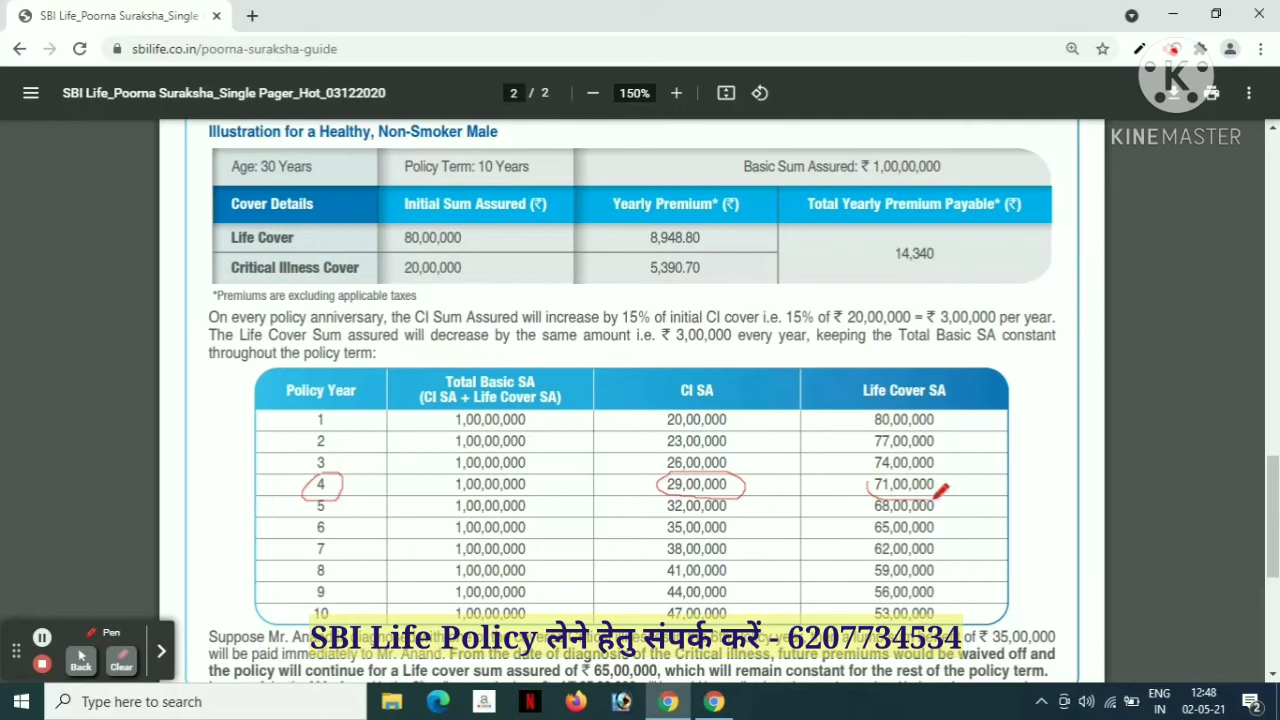 SBI Life_Poorna Suraksha_Single
sbilife.co.in/poorna-suraksha-guide
SBI Life_Poorna Suraksha_Single Pager_Hot_03122020
2 / 2
150%
K
KINEMASTER
Illustration for a Healthy, Non-Smoker Male
Age: 30 Years Policy Term: 10 Years Basic Sum Assured: ₹ 1,00,00,000
Cover Details Initial Sum Assured (₹) Yearly Premium* (₹) Total Yearly Premium Payable* (₹)
Life Cover 80,00,000 8,948.80
14,340
Critical Illness Cover 20,00,000 5,390.70
*Premiums are excluding applicable taxes
On every policy anniversary, the CI Sum Assured will increase by 15% of initial CI cover i.e. 15% of ₹ 20,00,000 = ₹ 3,00,000 per year.
The Life Cover Sum assured will decrease by the same amount i.e. ₹ 3,00,000 every year, keeping the Total Basic SA constant
throughout the policy term:
Policy Year Total Basic SA (CI SA + Life Cover SA) CI SA Life Cover SA
1 1,00,00,000 20,00,000 80,00,000
2 1,00,00,000 23,00,000 77,00,000
3 1,00,00,000 26,00,000 74,00,000
4 1,00,00,000 29,00,000 71,00,000
5 1,00,00,000 32,00,000 68,00,000
6 1,00,00,000 35,00,000 65,00,000
7 1,00,00,000 38,00,000 62,00,000
8 1,00,00,000 41,00,000 59,00,000
9 1,00,00,000 44,00,000 56,00,000
10 1,00,00,000 47,00,000 53,00,000
SBI Life Policy लेने हेतु संपर्क करें - 6207734534
Suppose Mr. of ₹ 35,00,000
will be paid immediately to Mr. Anand. From the date of diagnosis of the Critical Illness, future premiums would be waived off and
the policy will continue for a Life cover sum assured of ₹ 65,00,000, which will remain constant for the rest of the policy term.
Pen
Back
Clear
Type here to search
ENG
IN
12:48
02-05-21
2